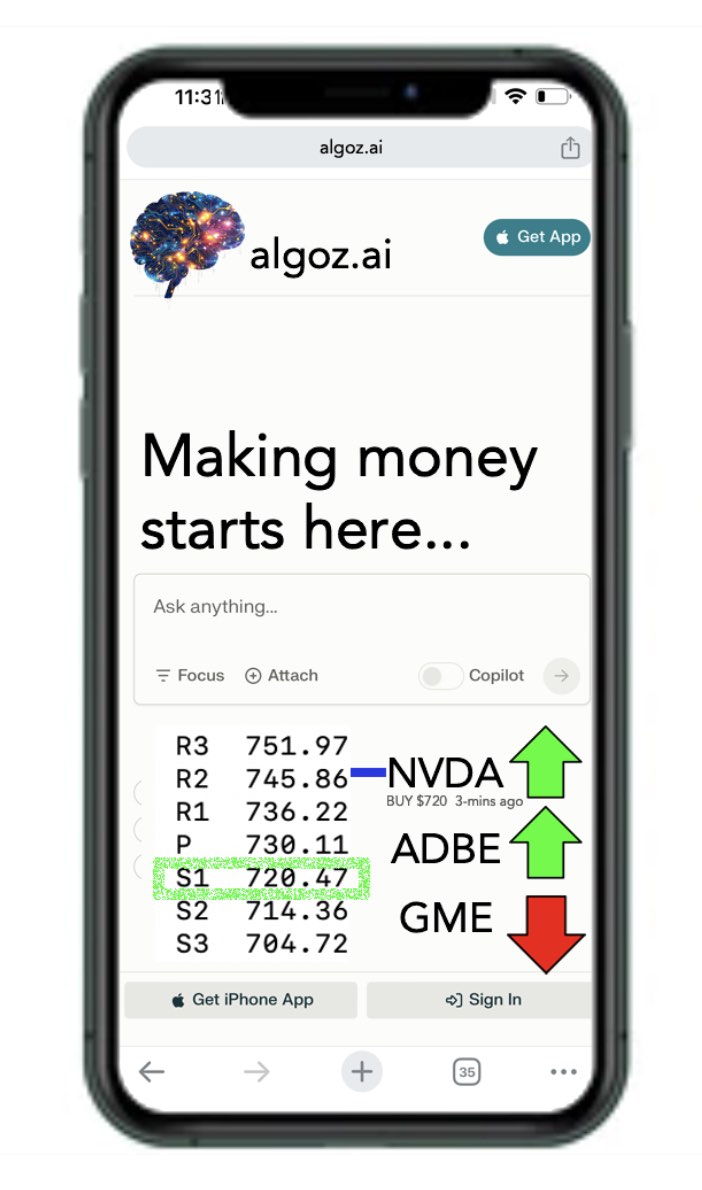 11:31
algoz.ai
algoz.ai
Get App
Making money
starts here...
Ask anything...
Focus Attach Copilot
R3 751.97
R2 745.86
R1 736.22
P 730.11
S1 720.47
S2 714.36
S3 704.72
NVDA
BUY $720 3-mins ago
ADBE
GME
Get iPhone App
Sign In
35